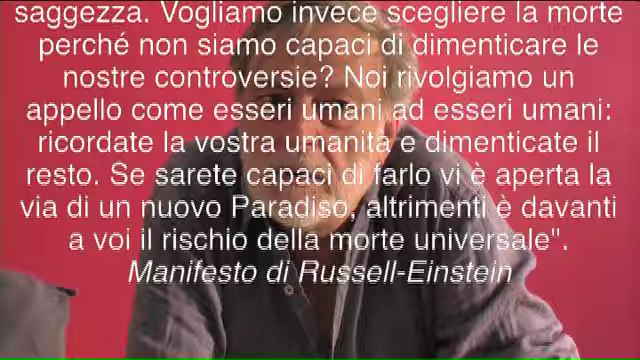 saggezza. Vogliamo invece scegliere la morte
perché non siamo capaci di dimenticare le
nostre controversie? Noi rivolgiamo un
appello come esseri umani ad esseri umani:
ricordate la vostra umanità e dimenticate il
resto. Se sarete capaci di farlo vi è aperta la
via di un nuovo Paradiso, altrimenti è davanti
a voi il rischio della morte universale".
Manifesto di Russell-Einstein